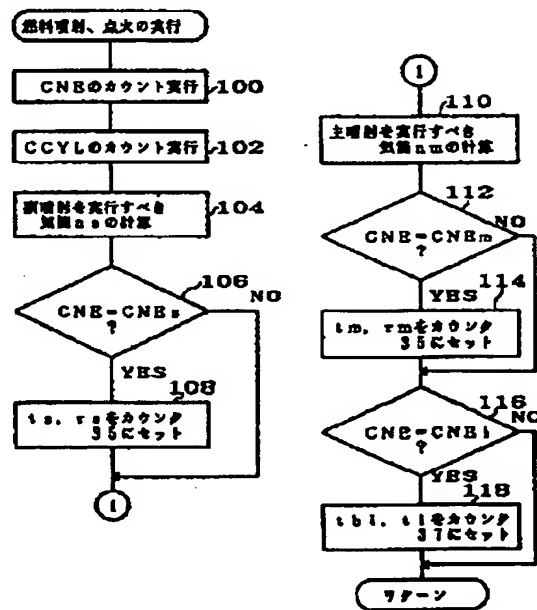 燃料噴射、点火の実行
CNEのカウント実行
100
CCYLのカウント実行
102
副噴射を実行すべき
気筒nsの計算
104
106
CNE=CNEs
?
NO
YES
108
ts, rsをカウンタ
35にセット
1
1
110
主噴射を実行すべき
気筒nmの計算
112
CNE=CNEm
?
NO
YES
114
tm, rmをカウンタ
35にセット
116
CNE=CNEi
?
NO
YES
118
tbi, tiをカウンタ
37にセット
リターン